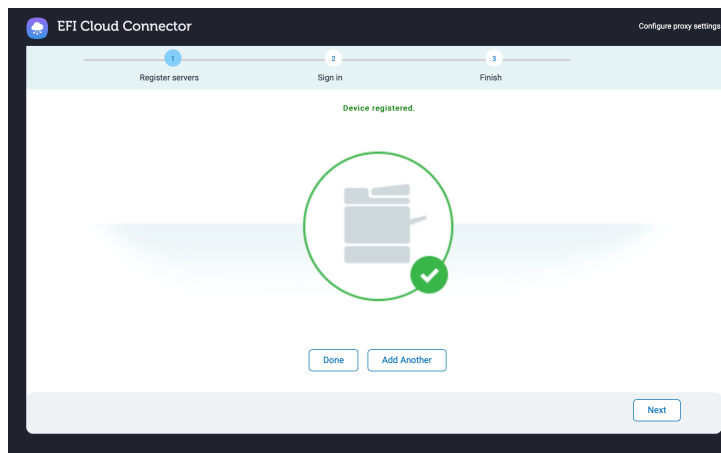 EFI Cloud Connector
Configure proxy settings
1
2
3
Register servers
Sign in
Finish
Device registered.
Done
Add Another
Next